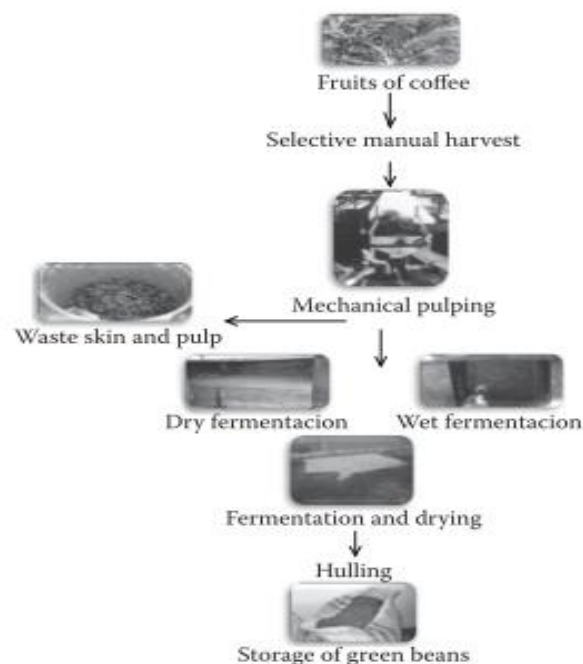 Fruits of coffee
Selective manual harvest
Mechanical pulping
Waste skin and pulp
Dry fermentacion
Wet fermentacion
Fermentation and drying
Hulling
Storage of green beans